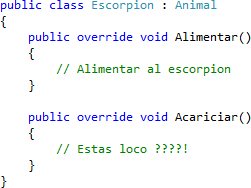 public class Escorpion : Animal
{
    public override void Alimentar()
    {
        // Alimentar al escorpion
    }

    public override void Acariciar()
    {
        // Estas loco ????!
    }
}